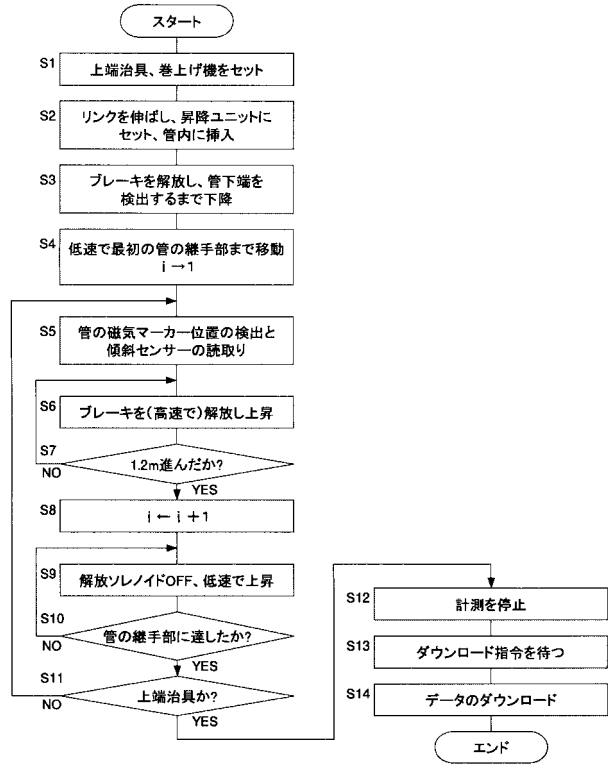 スタート
S1
上端治具、巻上げ機をセット
S2
リンクを伸ばし、昇降ユニットに
セット、管内に挿入
S3
ブレーキを解放し、管下端を
検出するまで下降
S4
低速で最初の管の継手部まで移動
i→1
S5
管の磁気マーカー位置の検出と
傾斜センサーの読取り
S6
ブレーキを(高速で)解放し上昇
S7
1.2m進んだか?
NO
YES
S8
i ← i +1
S9
解放ソレノイドOFF、低速で上昇
S10
管の継手部に達したか?
NO
YES
S11
上端治具か?
NO
YES
S12
計測を停止
S13
ダウンロード指令を待つ
S14
データのダウンロード
エンド